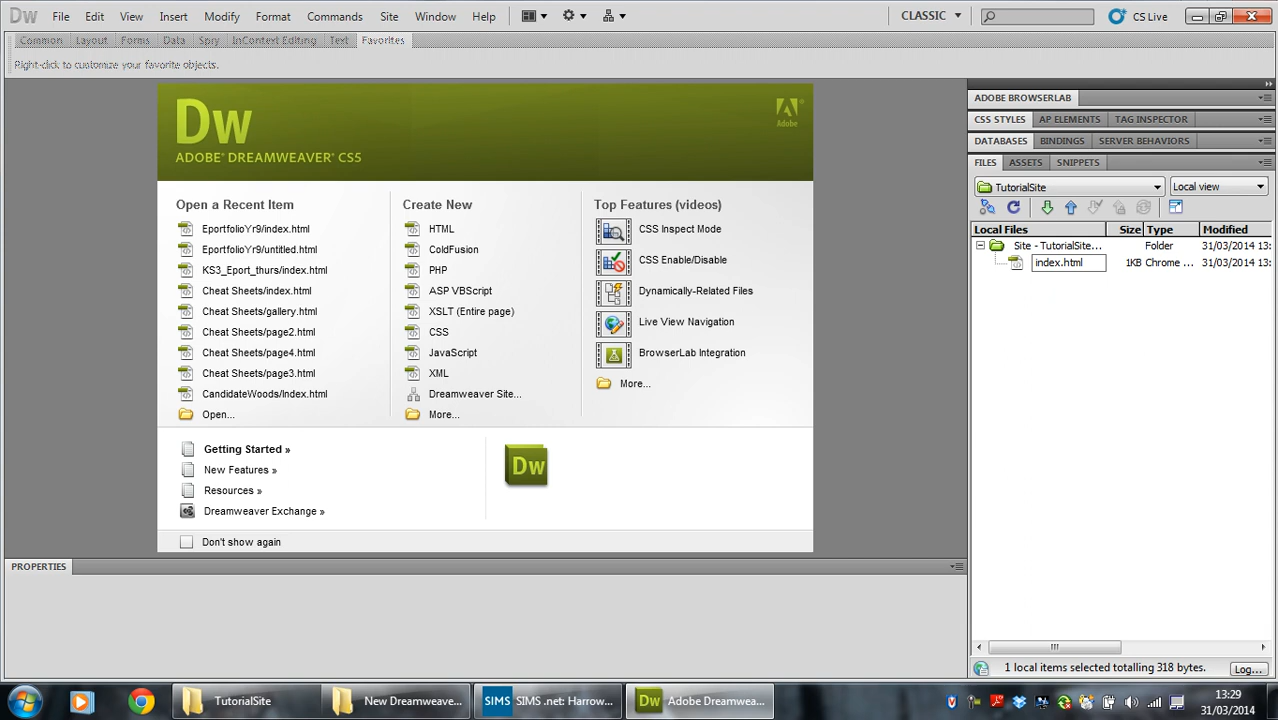 Dw File Edit View Insert Modify Format Commands Site Window Help CLASSIC CS Live
Common Layout Forms Data Spry InContext Editing Text Favorites
Right-click to customize your favorite objects.
Dw
ADOBE® DREAMWEAVER® CS5
Adobe®
Open a Recent Item
EportfolioYr9/index.html
EportfolioYr9/untitled.html
KS3_Eport_thurs/index.html
Cheat Sheets/index.html
Cheat Sheets/gallery.html
Cheat Sheets/page2.html
Cheat Sheets/page4.html
Cheat Sheets/page3.html
CandidateWoods/Index.html
Open...
Create New
HTML
ColdFusion
PHP
ASP VBScript
XSLT (Entire page)
CSS
JavaScript
XML
Dreamweaver Site...
More...
Top Features (videos)
CSS Inspect Mode
CSS Enable/Disable
Dynamically-Related Files
Live View Navigation
BrowserLab Integration
More...
Getting Started »
New Features »
Resources »
Dreamweaver Exchange »
Dw
Don't show again
PROPERTIES
ADOBE BROWSERLAB
CSS STYLES AP ELEMENTS TAG INSPECTOR
DATABASES BINDINGS SERVER BEHAVIORS
FILES ASSETS SNIPPETS
TutorialSite Local view
Local Files Size Type Modified
Site - TutorialSite... Folder 31/03/2014 13:
index.html 1KB Chrome ... 31/03/2014 13:
1 local items selected totalling 318 bytes. Log...
TutorialSite New Dreamweave... SIMS SIMS .net: Harrow... Dw Adobe Dreamwea...
13:29
31/03/2014